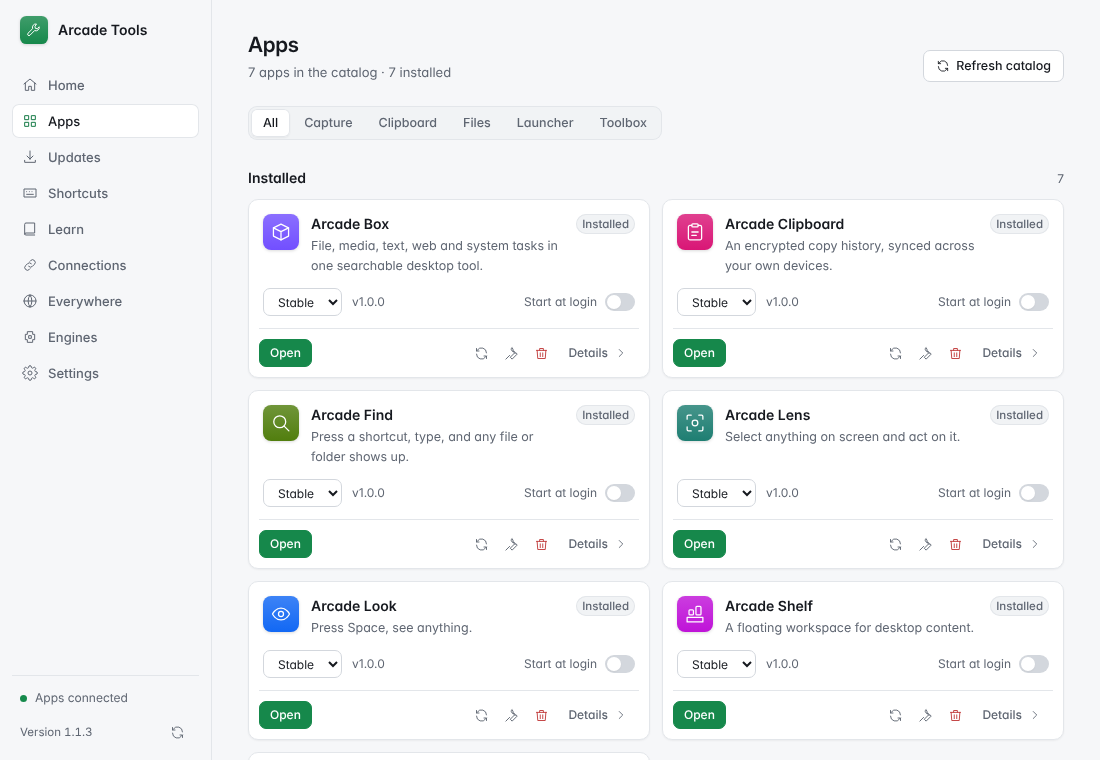 Arcade Tools
Home
Apps
Updates
Shortcuts
Learn
Connections
Everywhere
Engines
Settings
Apps connected
Version 1.1.3
Apps
7 apps in the catalog · 7 installed
Refresh catalog
All Capture Clipboard Files Launcher Toolbox
Installed 7
Arcade Box Installed
File, media, text, web and system tasks in
one searchable desktop tool.
Stable v1.0.0 Start at login
Open Details
Arcade Clipboard Installed
An encrypted copy history, synced across
your own devices.
Stable v1.0.0 Start at login
Open Details
Arcade Find Installed
Press a shortcut, type, and any file or
folder shows up.
Stable v1.0.0 Start at login
Open Details
Arcade Lens Installed
Select anything on screen and act on it.
Stable v1.0.0 Start at login
Open Details
Arcade Look Installed
Press Space, see anything.
Stable v1.0.0 Start at login
Open Details
Arcade Shelf Installed
A floating workspace for desktop content.
Stable v1.0.0 Start at login
Open Details